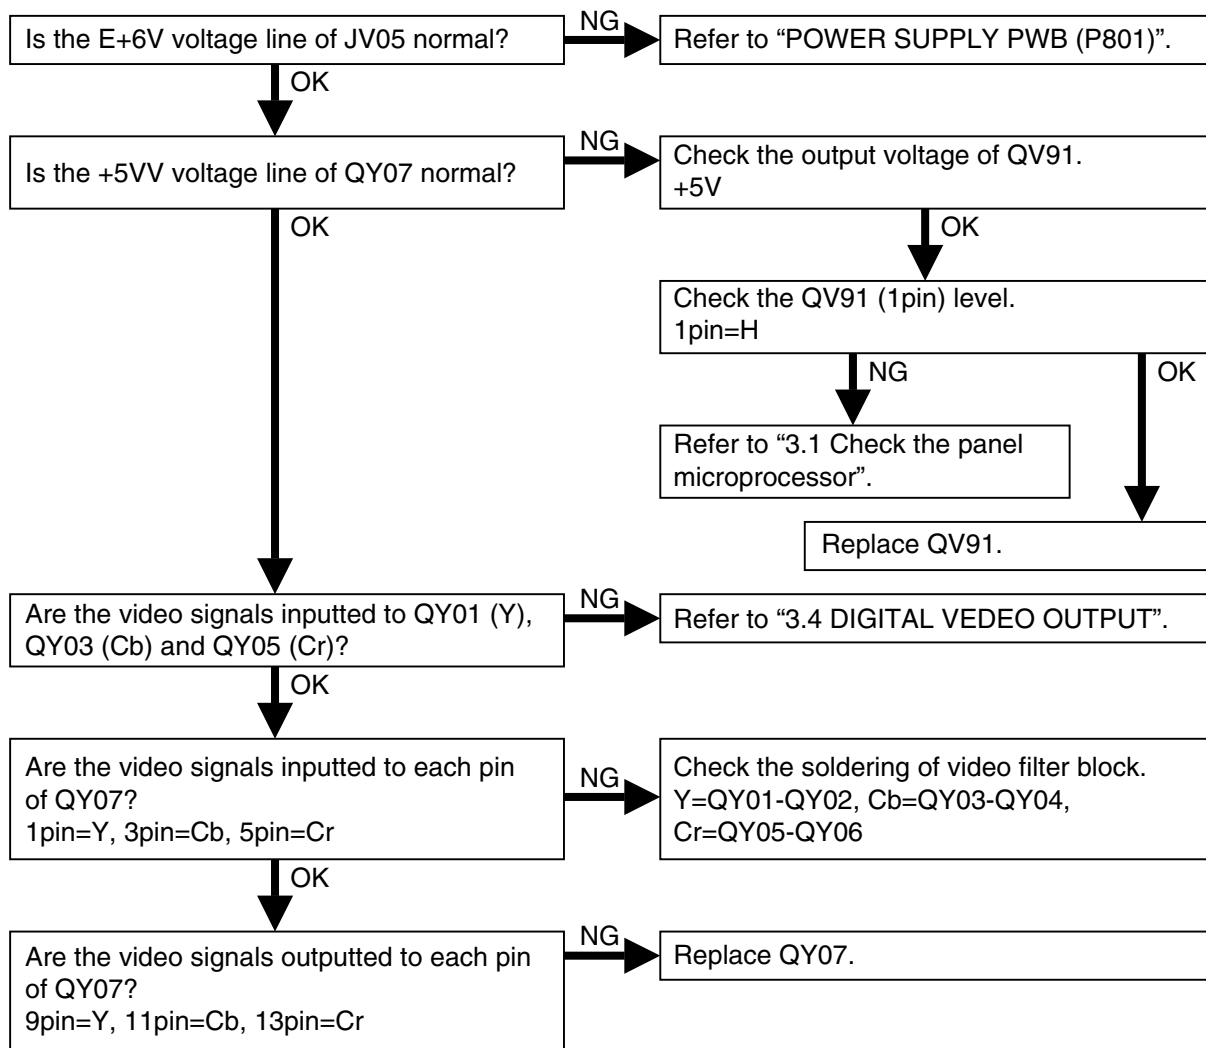 Is the E+6V voltage line of JV05 normal?
NG
Refer to “POWER SUPPLY PWB (P801)”.
OK
Is the +5VV voltage line of QY07 normal?
NG
Check the output voltage of QV91.
+5V
OK
OK
Check the QV91 (1pin) level.
1pin=H
NG
OK
Refer to “3.1 Check the panel
microprocessor”.
Replace QV91.
Are the video signals inputted to QY01 (Y),
QY03 (Cb) and QY05 (Cr)?
NG
Refer to “3.4 DIGITAL VEDEO OUTPUT”.
OK
Are the video signals inputted to each pin
of QY07?
1pin=Y, 3pin=Cb, 5pin=Cr
NG
Check the soldering of video filter block.
Y=QY01-QY02, Cb=QY03-QY04,
Cr=QY05-QY06
OK
Are the video signals outputted to each pin
of QY07?
9pin=Y, 11pin=Cb, 13pin=Cr
NG
Replace QY07.